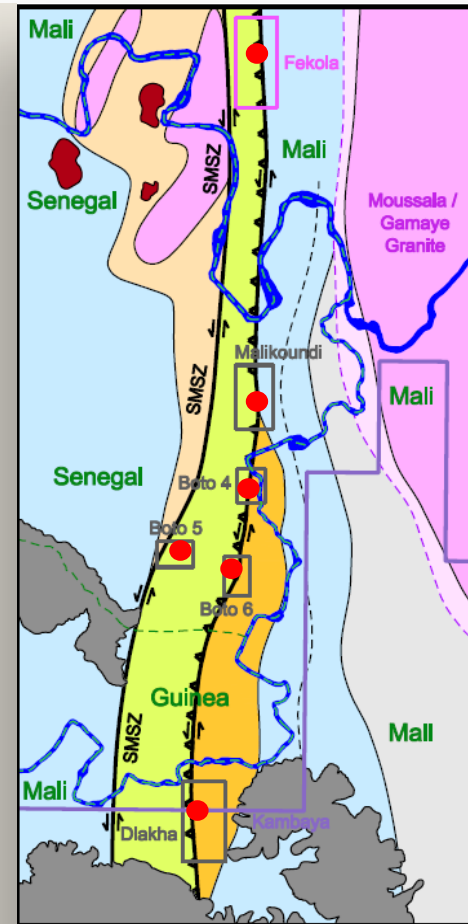 Mali
Fekola
SMSZ
Mali
Senegal
Moussala /
Gamaye
Granite
Malikoundi
SMSZ
Mali
Senegal
Boto 4
Boto 5
Boto 6
Guinea
SMSZ
Mall
Mali
Kambaya
Dlakha